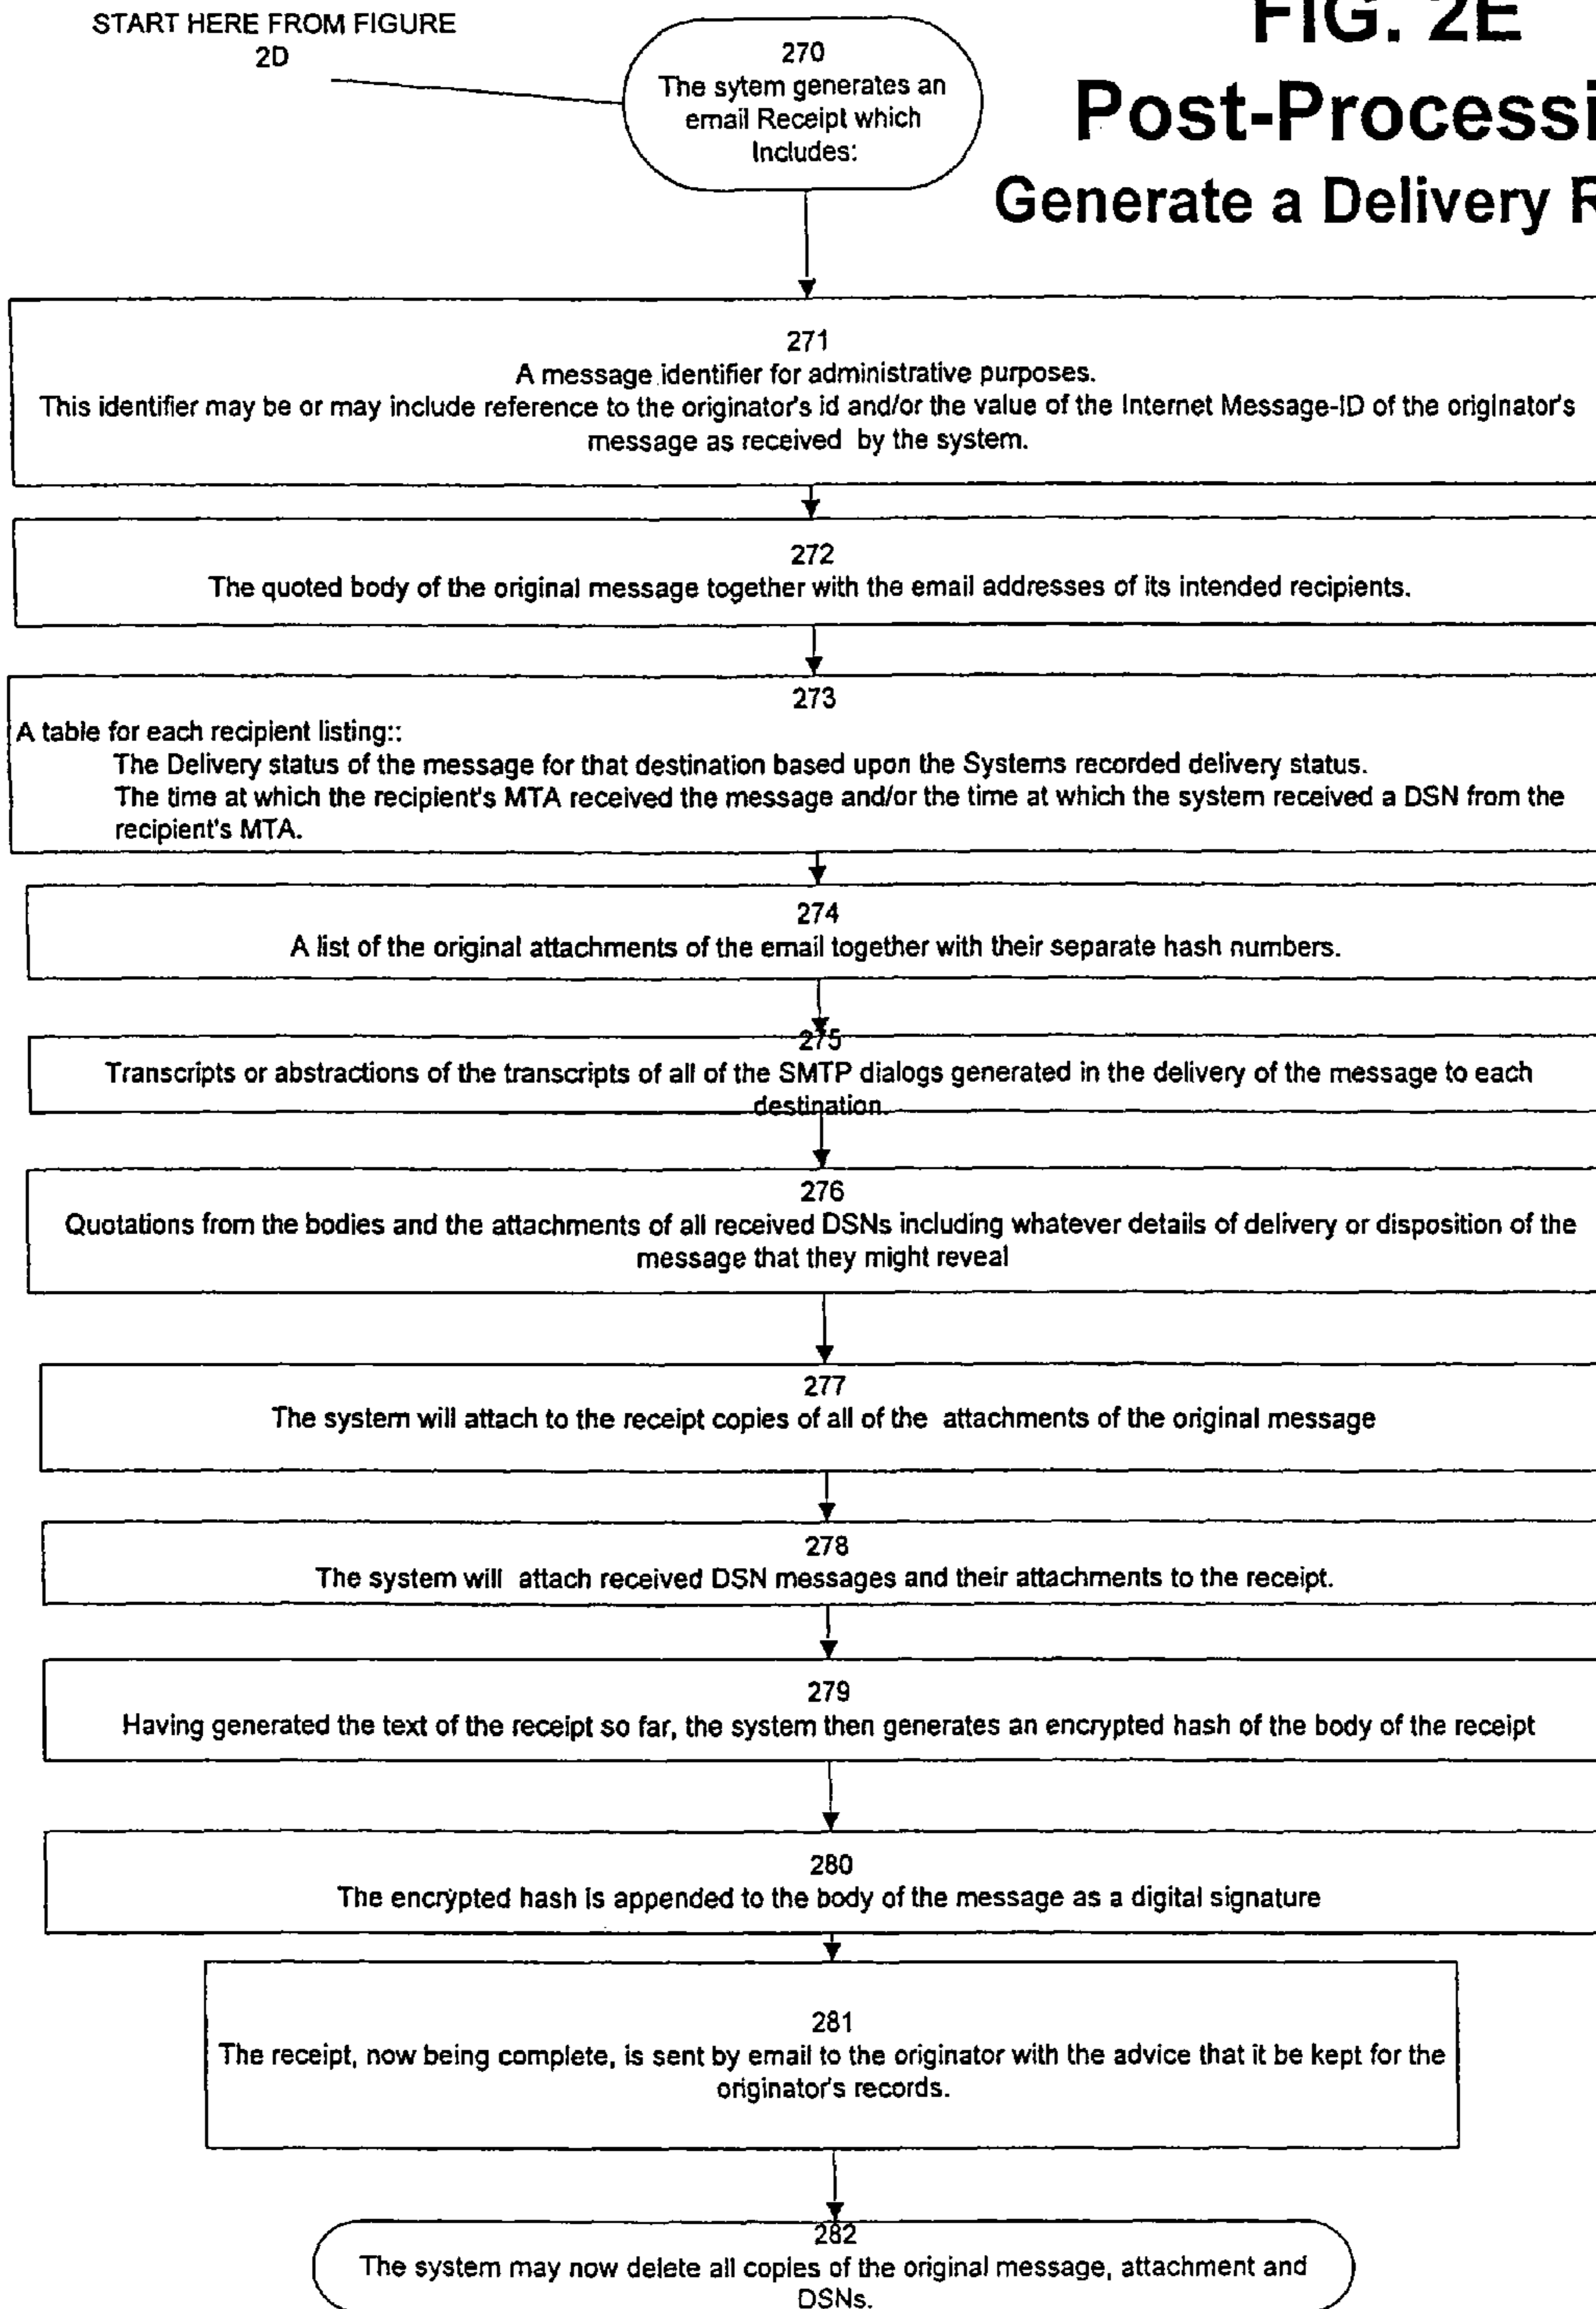 START HERE FROM FIGURE
2D
FIG. 2E
Post-Processi
Generate a Delivery R
270
The sytem generates an
email Receipt which
Includes:
271
A message identifier for administrative purposes.
This identifier may be or may include reference to the originator's id and/or the value of the Internet Message-ID of the originator's
message as received by the system.
272
The quoted body of the original message together with the email addresses of its intended recipients.
273
A table for each recipient listing::
The Delivery status of the message for that destination based upon the Systems recorded delivery status.
The time at which the recipient's MTA received the message and/or the time at which the system received a DSN from the
recipient's MTA.
274
A list of the original attachments of the email together with their separate hash numbers.
275
Transcripts or abstractions of the transcripts of all of the SMTP dialogs generated in the delivery of the message to each
destination.
276
Quotations from the bodies and the attachments of all received DSNs including whatever details of delivery or disposition of the
message that they might reveal
277
The system will attach to the receipt copies of all of the attachments of the original message
278
The system will attach received DSN messages and their attachments to the receipt.
279
Having generated the text of the receipt so far, the system then generates an encrypted hash of the body of the receipt
280
The encrypted hash is appended to the body of the message as a digital signature
281
The receipt, now being complete, is sent by email to the originator with the advice that it be kept for the
originator's records.
282
The system may now delete all copies of the original message, attachment and
DSNs.